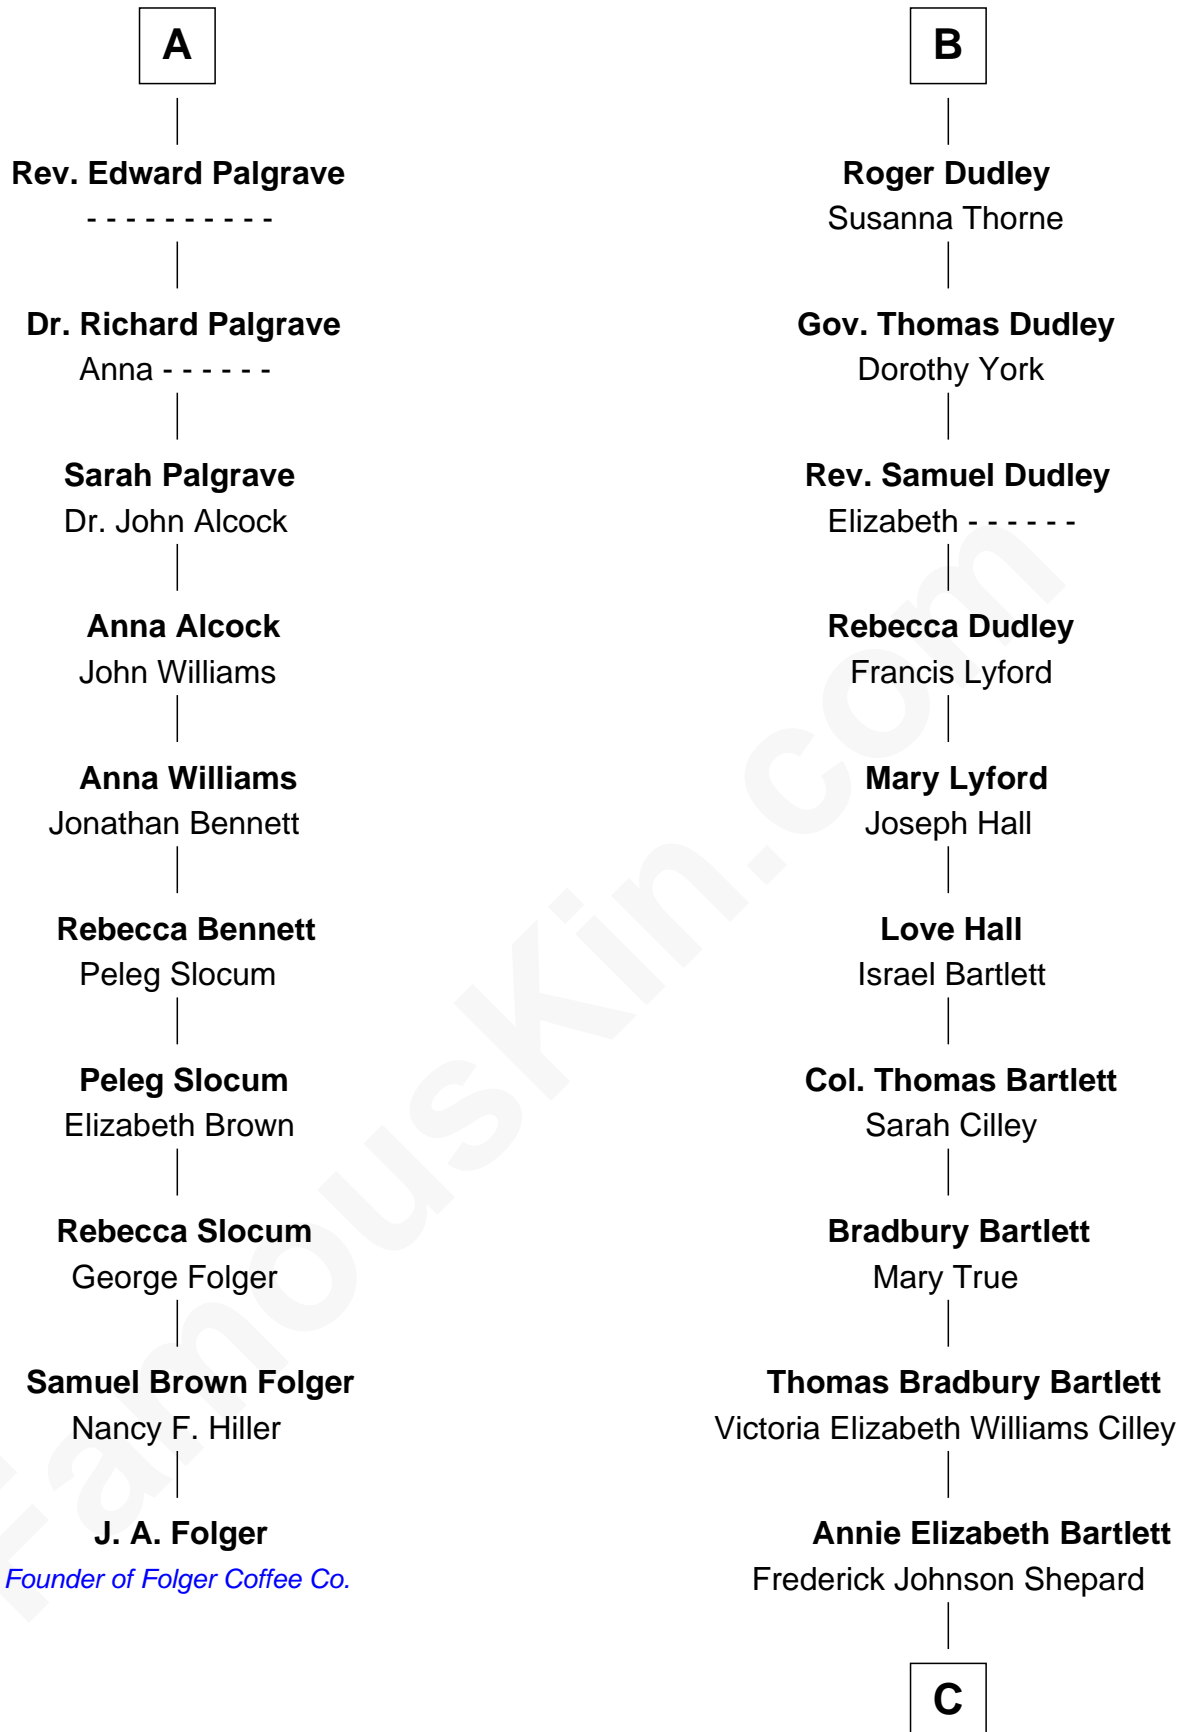 A
Rev. Edward Palgrave
- - - - - - - - - -
Dr. Richard Palgrave
Anna - - - - - -
Sarah Palgrave
Dr. John Alcock
Anna Alcock
John Williams
Anna Williams
Jonathan Bennett
Rebecca Bennett
Peleg Slocum
Peleg Slocum
Elizabeth Brown
Rebecca Slocum
George Folger
Samuel Brown Folger
Nancy F. Hiller
J. A. Folger
Founder of Folger Coffee Co.
B
Roger Dudley
Susanna Thorne
Gov. Thomas Dudley
Dorothy York
Rev. Samuel Dudley
Elizabeth - - - - - -
Rebecca Dudley
Francis Lyford
Mary Lyford
Joseph Hall
Love Hall
Israel Bartlett
Col. Thomas Bartlett
Sarah Cilley
Bradbury Bartlett
Mary True
Thomas Bradbury Bartlett
Victoria Elizabeth Williams Cilley
Annie Elizabeth Bartlett
Frederick Johnson Shepard
C
FamousKin.com